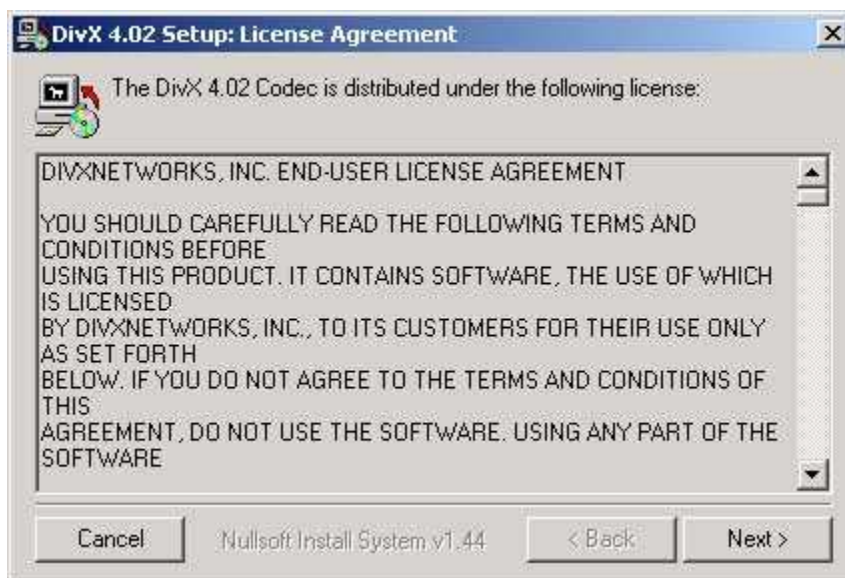 DivX 4.02 Setup: License Agreement
The DivX 4.02 Codec is distributed under the following license:
DIVXNETWORKS, INC. END-USER LICENSE AGREEMENT
YOU SHOULD CAREFULLY READ THE FOLLOWING TERMS AND
CONDITIONS BEFORE
USING THIS PRODUCT. IT CONTAINS SOFTWARE, THE USE OF WHICH
IS LICENSED
BY DIVXNETWORKS, INC., TO ITS CUSTOMERS FOR THEIR USE ONLY
AS SET FORTH
BELOW. IF YOU DO NOT AGREE TO THE TERMS AND CONDITIONS OF
THIS
AGREEMENT, DO NOT USE THE SOFTWARE. USING ANY PART OF THE
SOFTWARE
Cancel
Nullsoft Install System v1.44
< Back
Next >